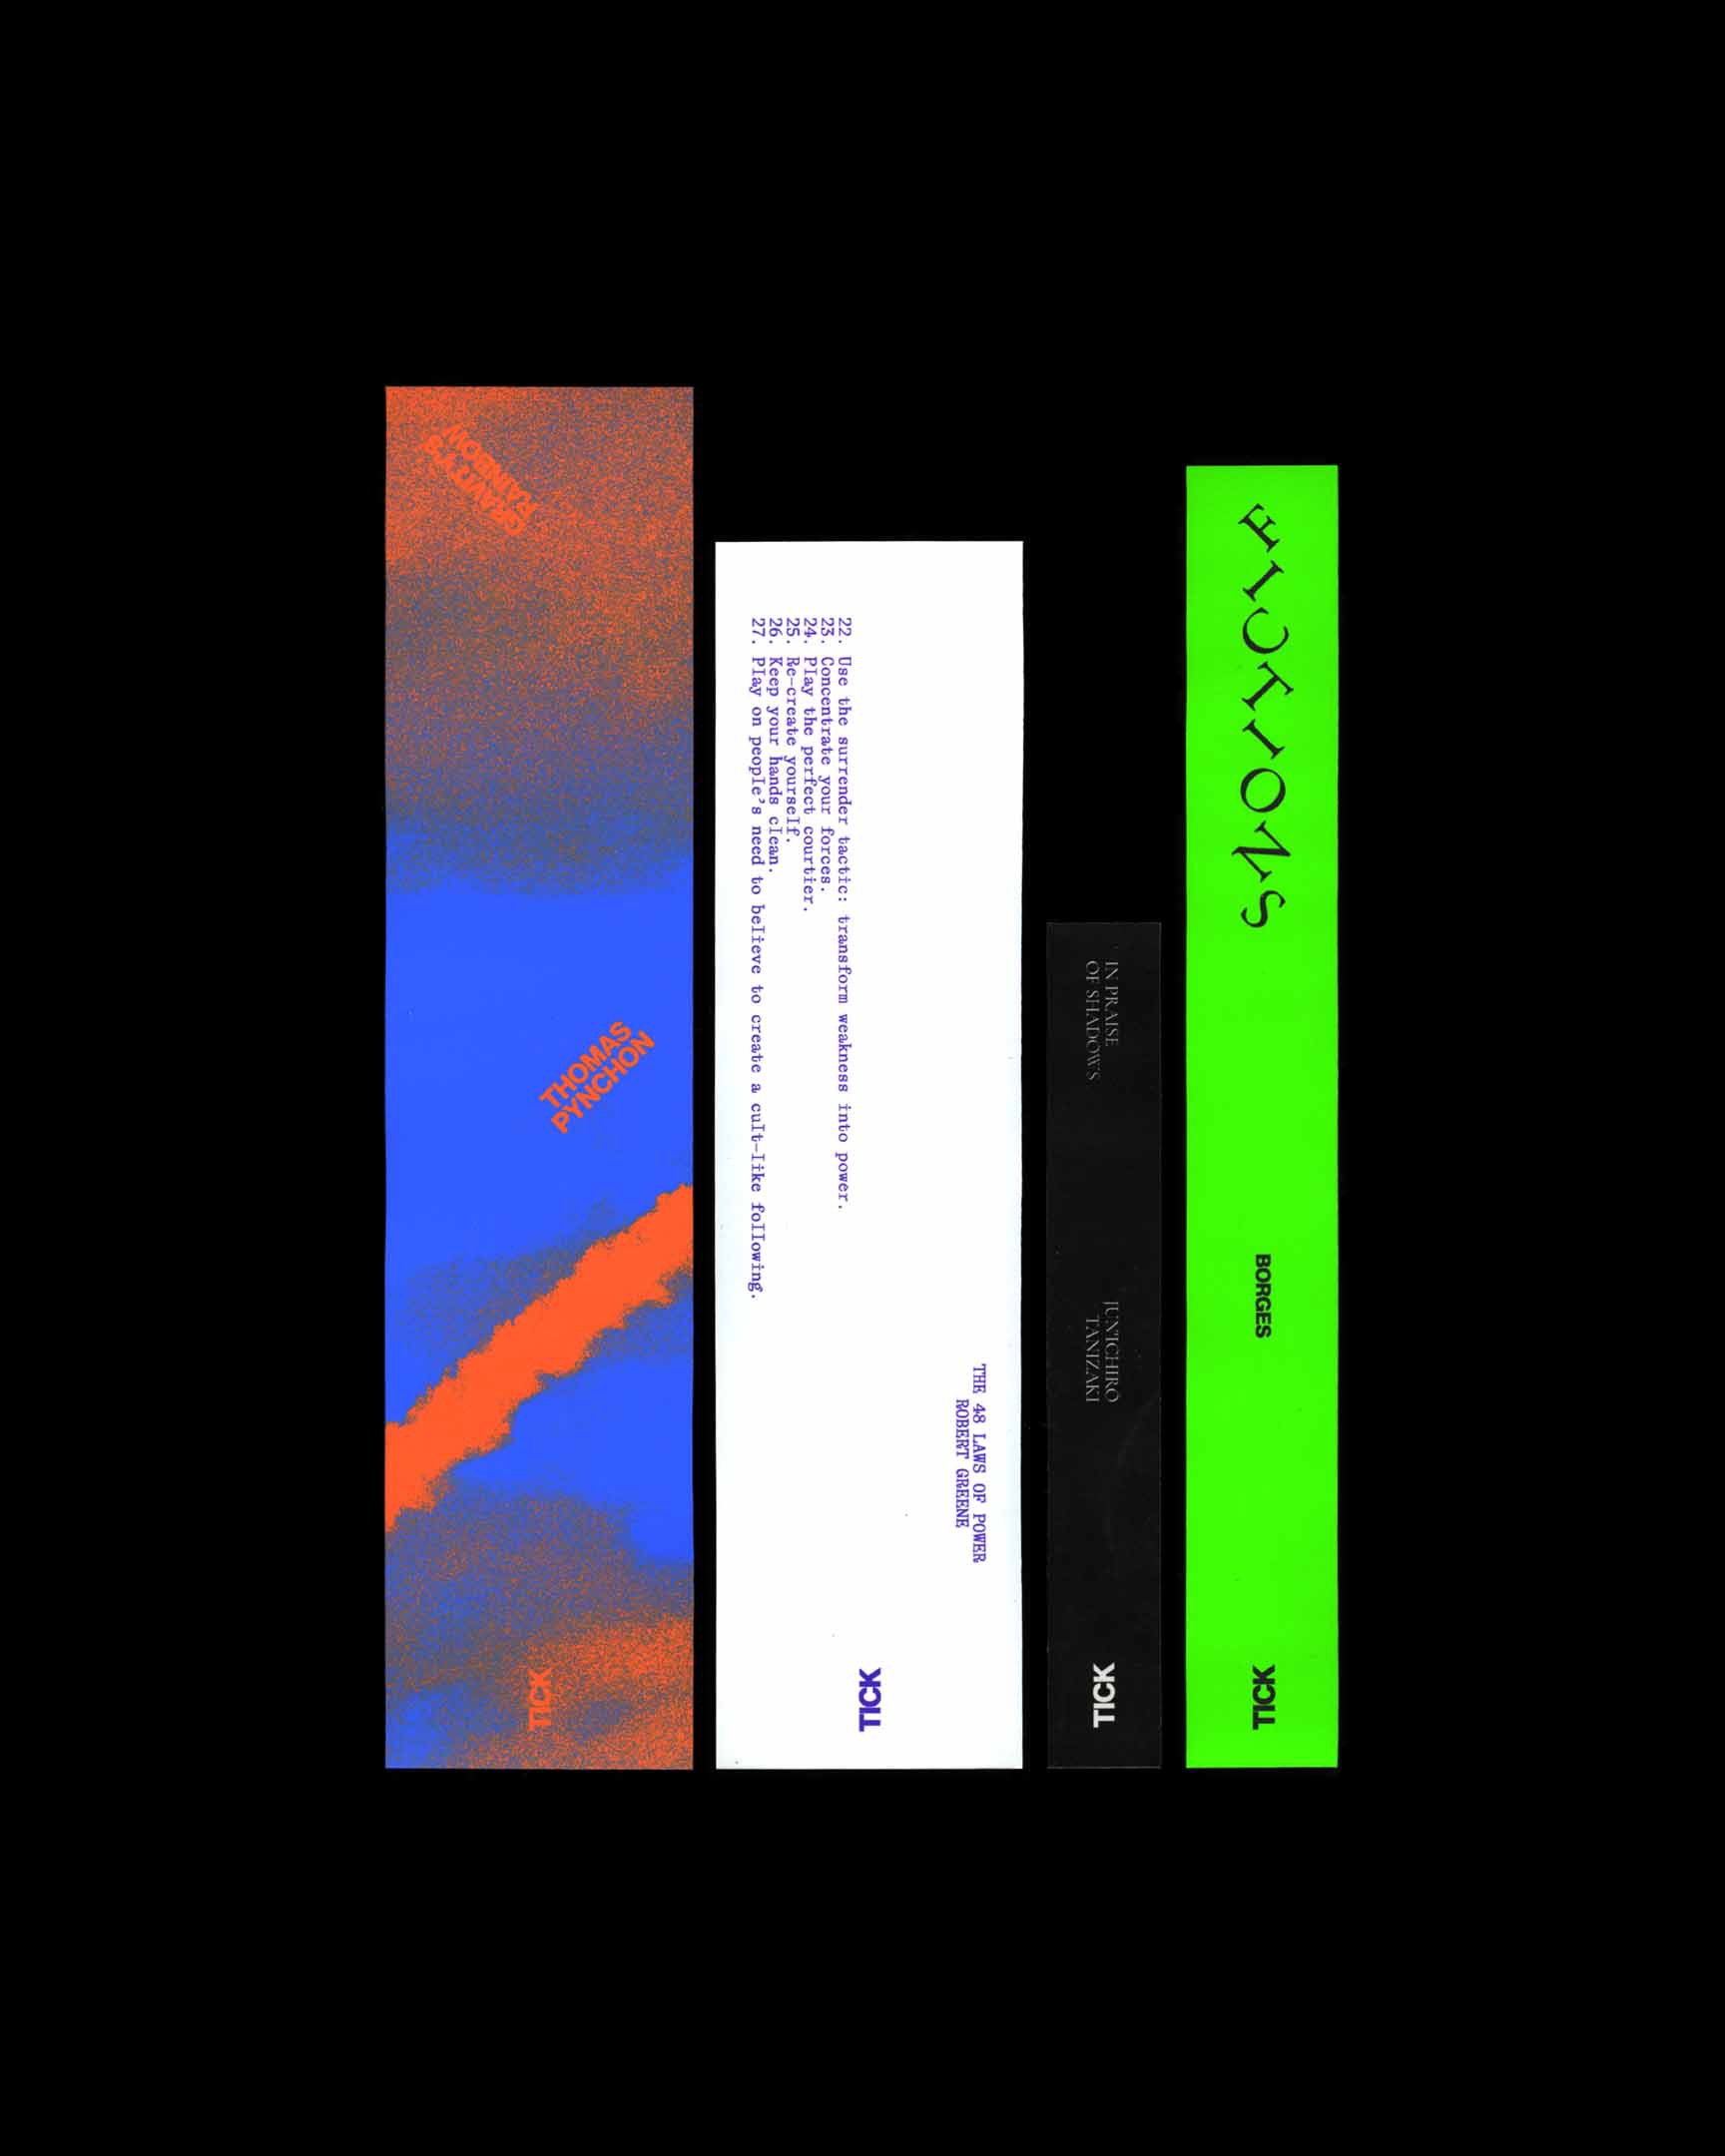 GRAVITY'S
RAINBOW
THOMAS
PYNCHON
TICK
22. Use the surrender tactic: transform weakness into power.
23. Concentrate your forces.
24. Play the perfect courtier.
25. Re-create yourself.
26. Keep your hands clean.
27. Play on people's need to believe to create a cult-like following.
THE 48 LAWS OF POWER
ROBERT GREENE
TICK
IN PRAISE
OF SHADOWS
JUN'ICHIRŌ
TANIZAKI
TICK
FICTIONS
BORGES
TICK